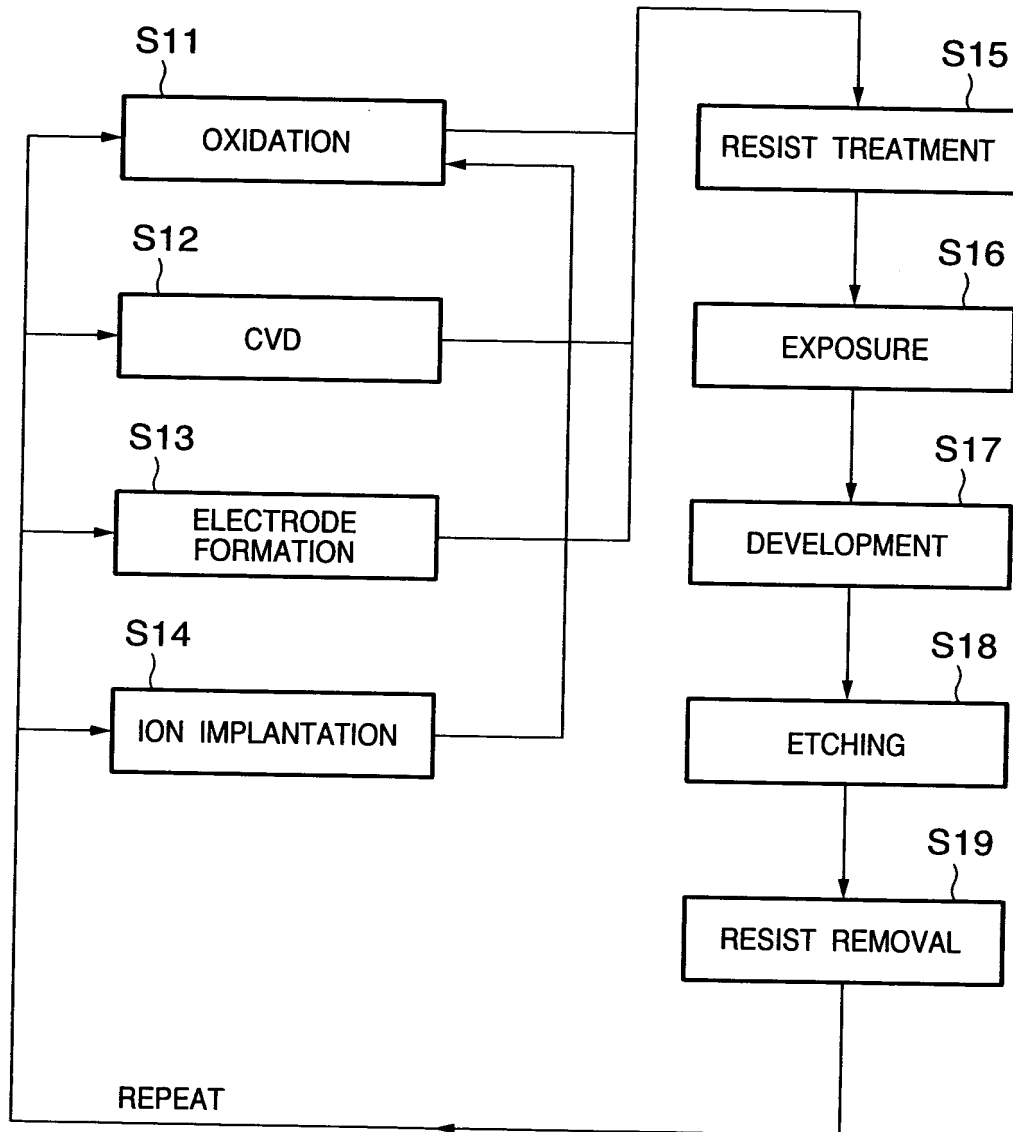 S11
OXIDATION
S12
CVD
S13
ELECTRODE
FORMATION
S14
ION IMPLANTATION
S15
RESIST TREATMENT
S16
EXPOSURE
S17
DEVELOPMENT
S18
ETCHING
S19
RESIST REMOVAL
REPEAT